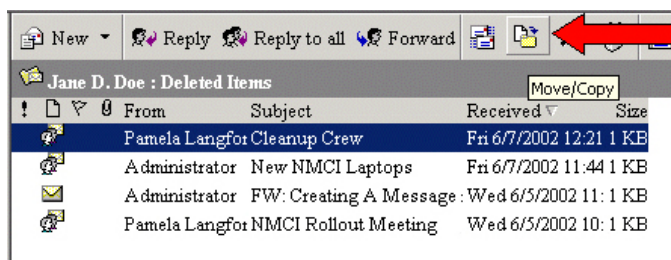 New Reply Reply to all Forward
Jane D. Doe : Deleted Items
Move/Copy
! From Subject Received Size
Pamela Langfor Cleanup Crew Fri 6/7/2002 12:21 1 KB
Administrator New NMCI Laptops Fri 6/7/2002 11:44 1 KB
Administrator FW: Creating A Message : Wed 6/5/2002 11: 1 KB
Pamela Langfor NMCI Rollout Meeting Wed 6/5/2002 10: 1 KB